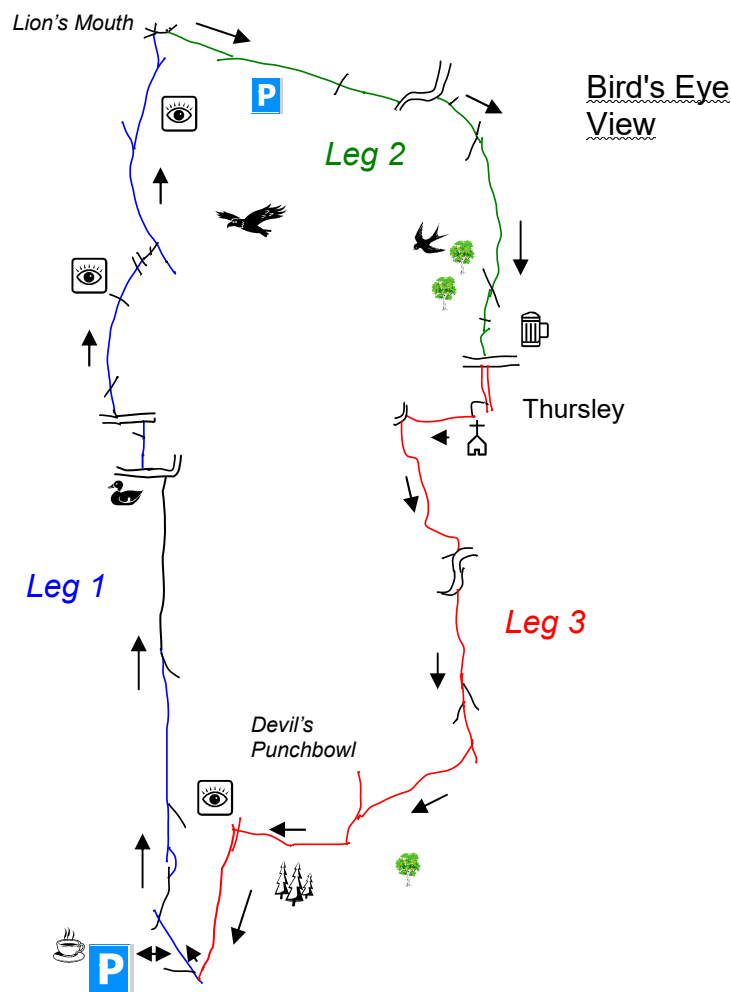 Lion's Mouth
P
Bird's Eye
View
Leg 2
Thursley
Leg 1
Leg 3
Devil's
Punchbowl
P